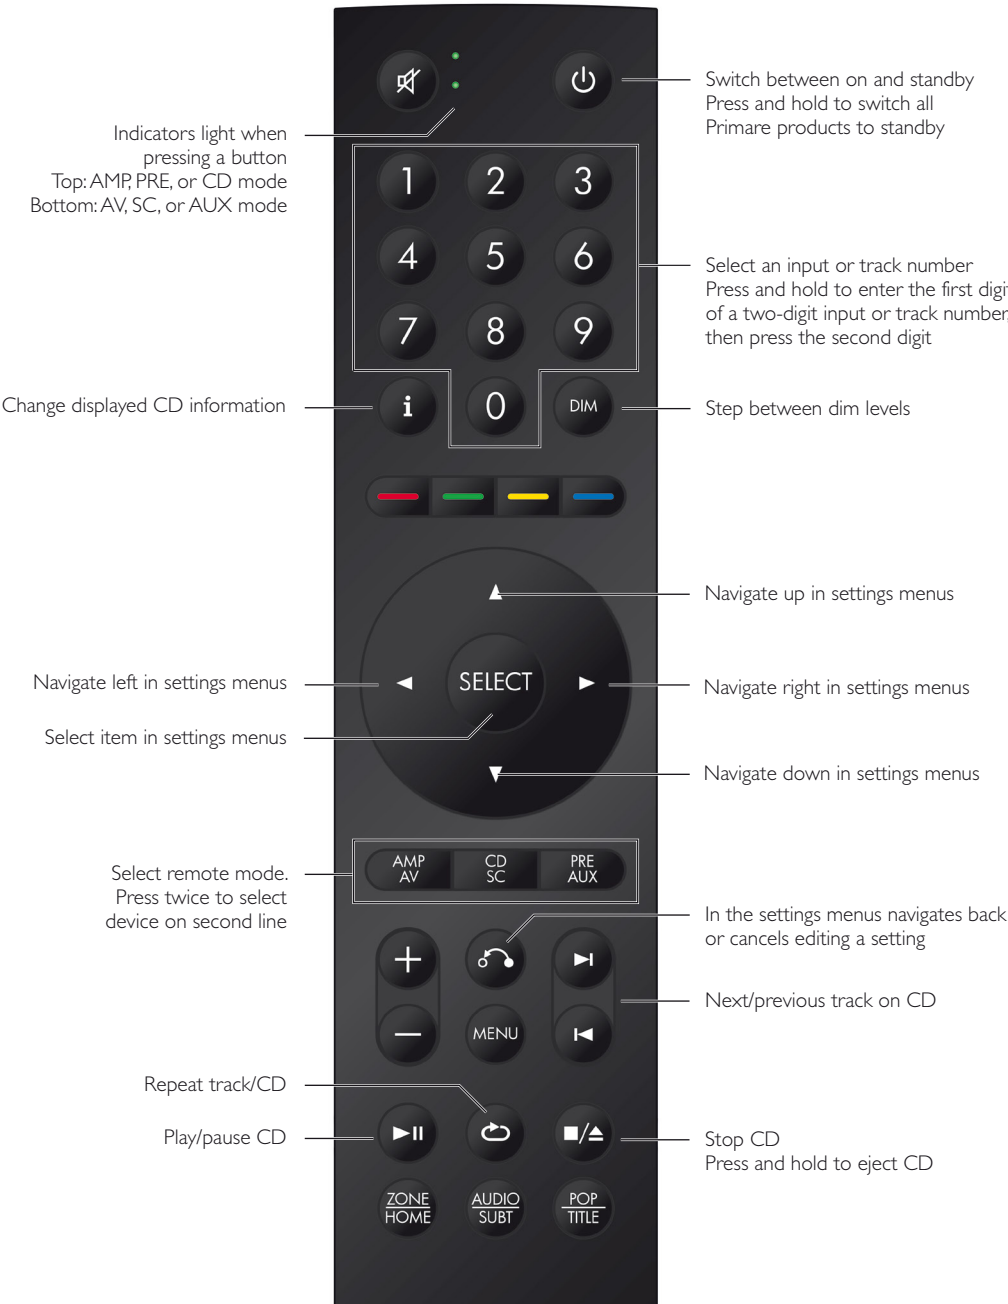 Switch between on and standby
Press and hold to switch all
Primare products to standby
Indicators light when
pressing a button
Top: AMP, PRE, or CD mode
Bottom: AV, SC, or AUX mode
1 2 3
4 5 6
7 8 9
Select an input or track number
Press and hold to enter the first digit
of a two-digit input or track number,
then press the second digit
Change displayed CD information
i 0 DIM
Step between dim levels
Navigate up in settings menus
Navigate left in settings menus
SELECT
Navigate right in settings menus
Select item in settings menus
Navigate down in settings menus
Select remote mode.
Press twice to select
device on second line
AMP CD PRE
AV SC AUX
In the settings menus navigates back
or cancels editing a setting
Next/previous track on CD
+
− MENU
Repeat track/CD
Play/pause CD
Stop CD
Press and hold to eject CD
ZONE AUDIO POP
HOME SUBT TITLE